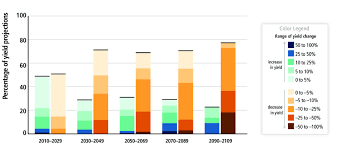 Percentage of yield projections
100
80
60
40
20
0
2010–2029
2030–2049
2050–2069
2070–2089
2090–2109
Color Legend
Range of yield change
increase
in yield
50 to 100%
25 to 50%
10 to 25%
5 to 10%
0 to 5%
decrease
in yield
0 to –5%
–5 to –10%
–10 to –25%
–25 to –50%
–50 to –100%